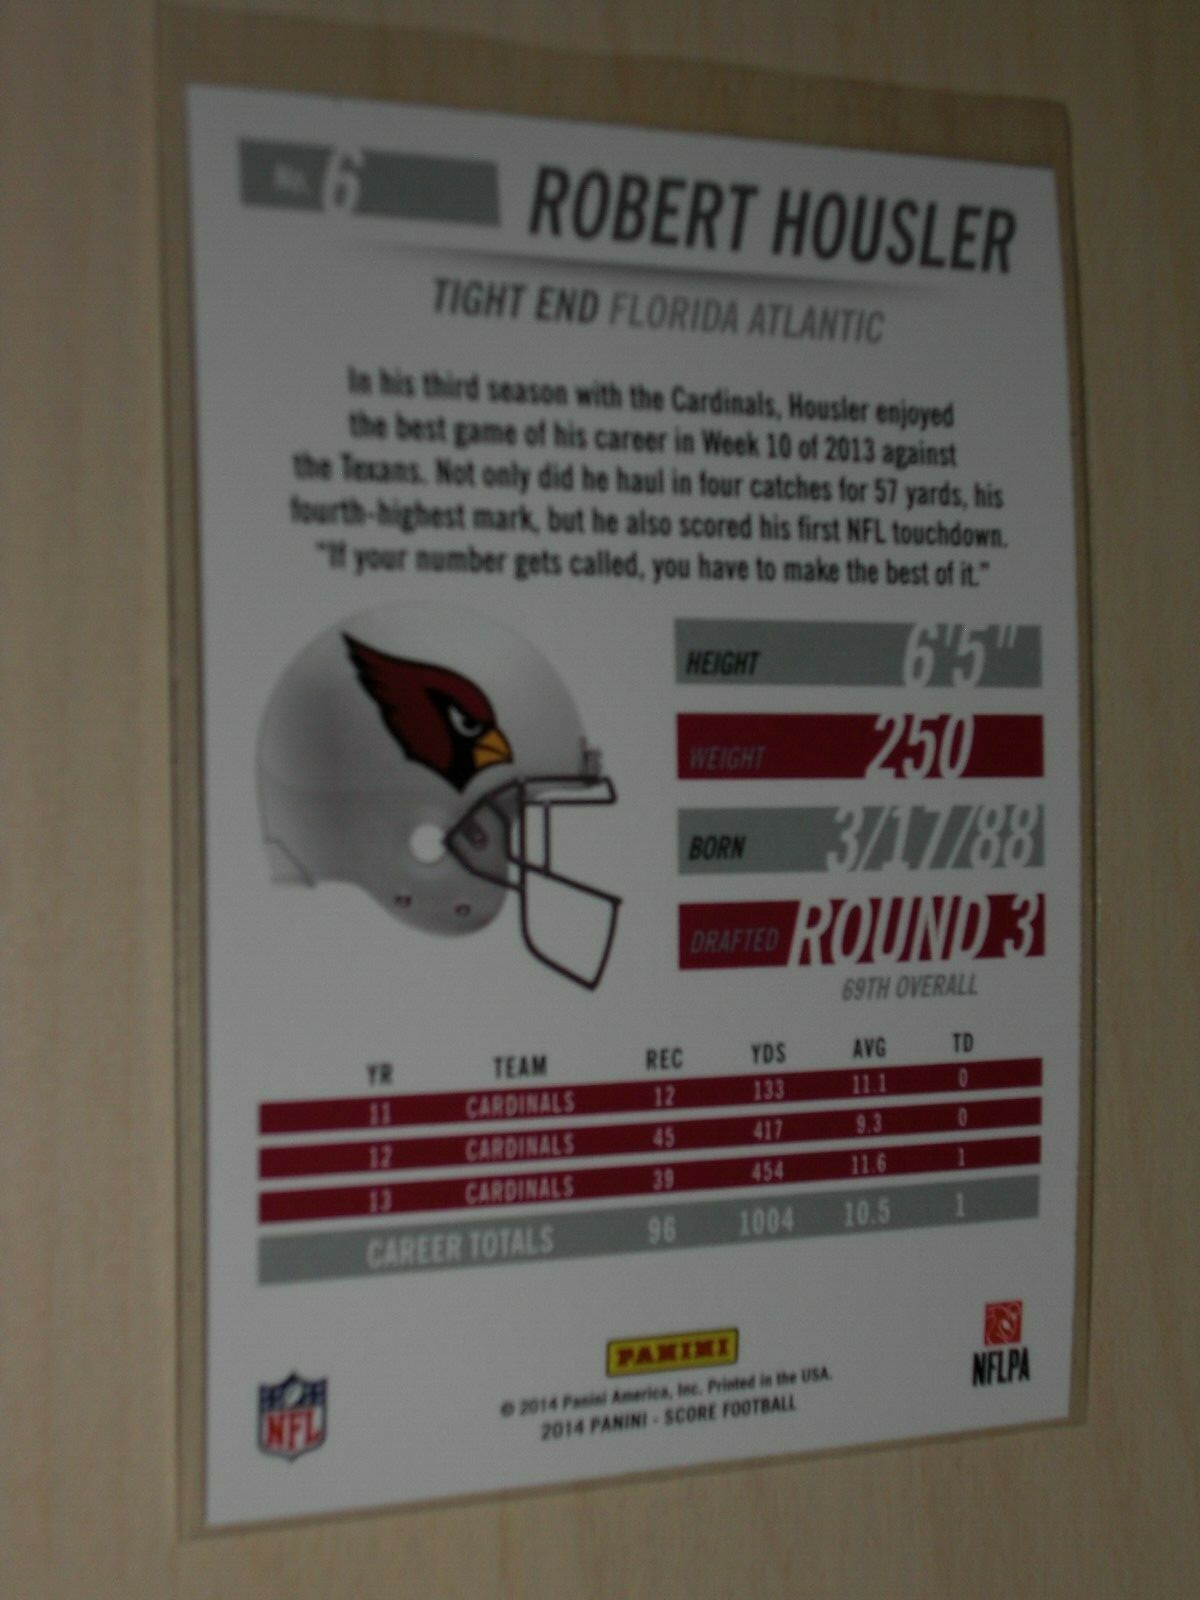 No. 6
ROBERT HOUSLER
TIGHT END FLORIDA ATLANTIC
In his third season with the Cardinals, Housler enjoyed
the best game of his career in Week 10 of 2013 against
the Texans. Not only did he haul in four catches for 57 yards, his
fourth-highest mark, but he also scored his first NFL touchdown.
"If your number gets called, you have to make the best of it."
HEIGHT 6'5"
WEIGHT 250
BORN 3/17/88
DRAFTED ROUND 3
69TH OVERALL
YR TEAM REC YDS AVG TD
11 CARDINALS 12 133 11.1 0
12 CARDINALS 45 417 9.3 0
13 CARDINALS 39 454 11.6 1
CAREER TOTALS 96 1004 10.5 1
PANINI
© 2014 Panini America, Inc. Printed in the USA.
2014 PANINI - SCORE FOOTBALL
NFL
NFLPA